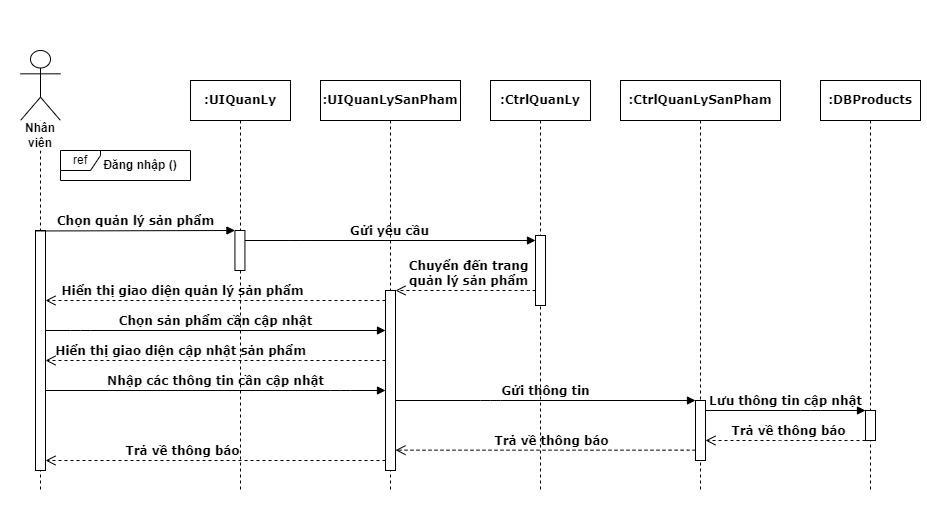 :UIQuanLy
:UIQuanLySanPham
:CtrlQuanLy
:CtrlQuanLySanPham
:DBProducts
Nhân
viên
ref
Đăng nhập ()
Chọn quản lý sản phẩm
Gửi yêu cầu
Chuyển đến trang
quản lý sản phẩm
Hiển thị giao diện quản lý sản phẩm
Chọn sản phẩm cần cập nhật
Hiển thị giao diện cập nhật sản phẩm
Nhập các thông tin cần cập nhật
Gửi thông tin
Lưu thông tin cập nhật
Trả về thông báo
Trả về thông báo
Trả về thông báo